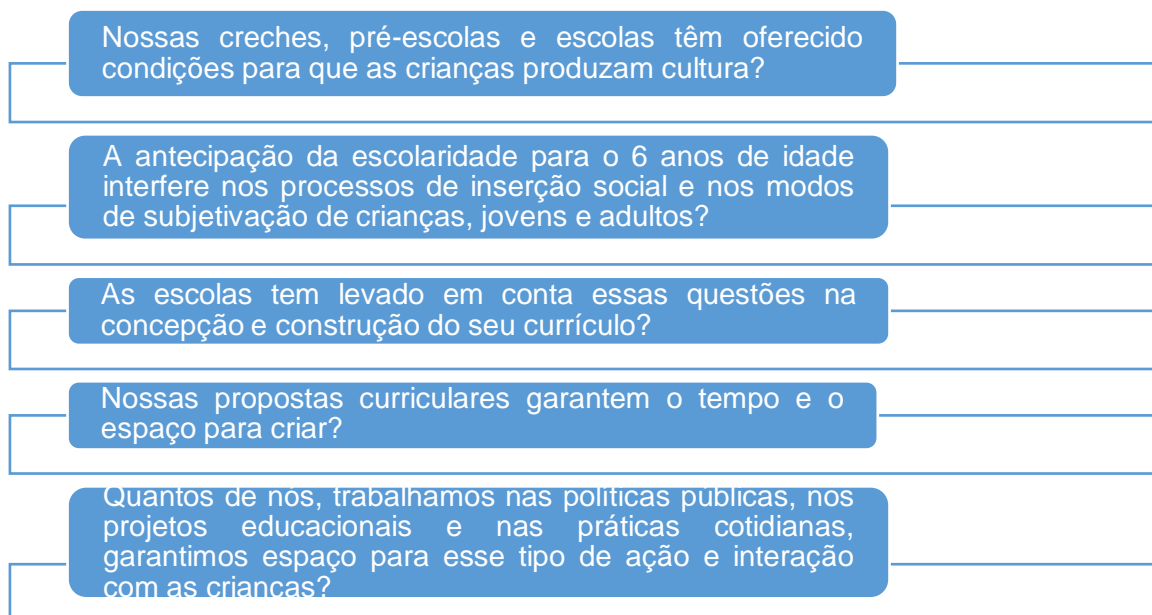 Nossas creches, pré-escolas e escolas têm oferecido
condições para que as crianças produzam cultura?
A antecipação da escolaridade para o 6 anos de idade
interfere nos processos de inserção social e nos modos
de subjetivação de crianças, jovens e adultos?
As escolas tem levado em conta essas questões na
concepção e construção do seu currículo?
Nossas propostas curriculares garantem o tempo e o
espaço para criar?
Quantos de nós, trabalhamos nas políticas públicas, nos
projetos educacionais e nas práticas cotidianas,
garantimos espaço para esse tipo de ação e interação
com as crianças?